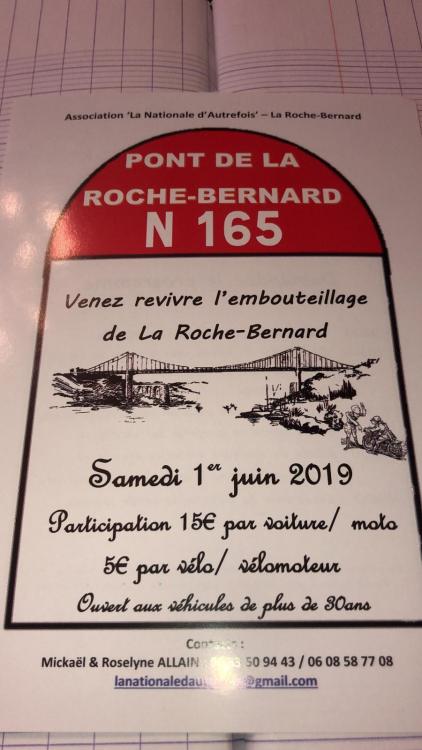 Association 'La Nationale d'Autrefois' – La Roche-Bernard
PONT DE LA
ROCHE-BERNARD
N 165
Venez revivre l'embouteillage
de La Roche-Bernard
Samedi 1er juin 2019
Participation 15€ par voiture/ moto
5€ par vélo/ vélomoteur
Ouvert aux véhicules de plus de 30ans
Mickaël & Roselyne ALLAIN 50 94 43 / 06 08 58 77 08
@gmail.com